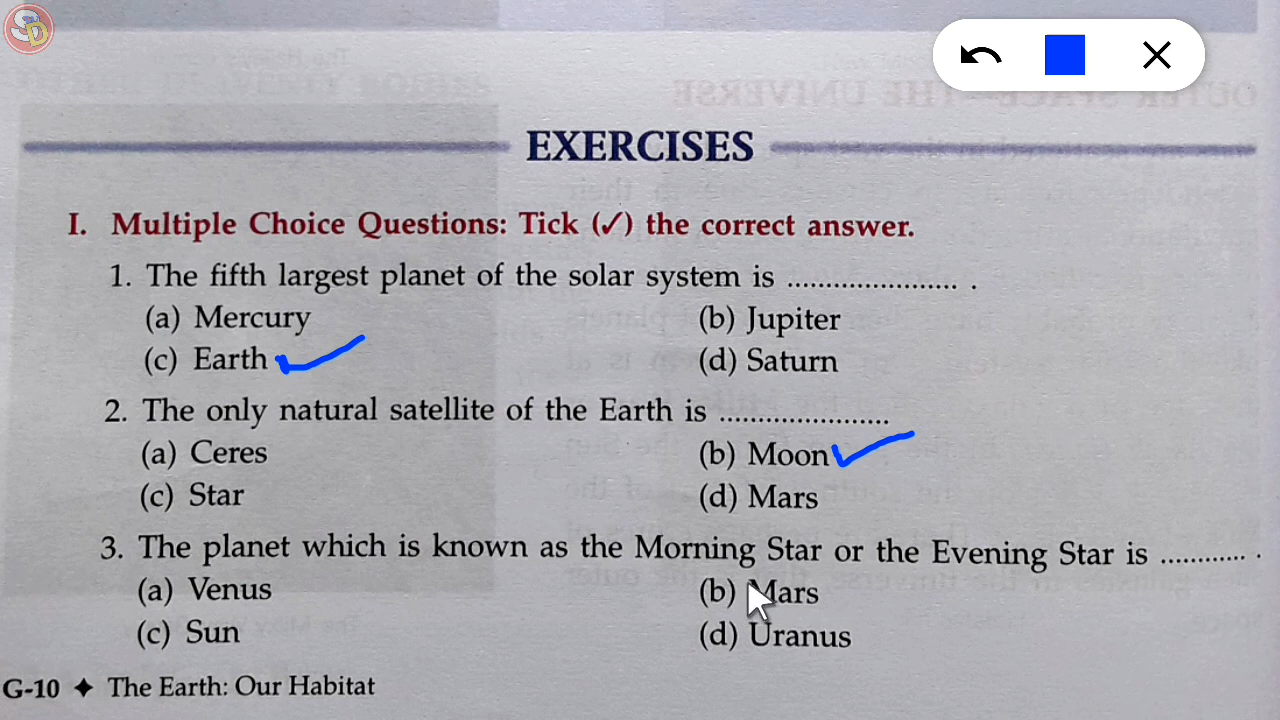 SD
EXERCISES
I. Multiple Choice Questions: Tick (✓) the correct answer.
1. The fifth largest planet of the solar system is ...................... .
(a) Mercury (b) Jupiter
(c) Earth ✓ (d) Saturn
2. The only natural satellite of the Earth is ......................
(a) Ceres (b) Moon ✓
(c) Star (d) Mars
3. The planet which is known as the Morning Star or the Evening Star is ............ .
(a) Venus (b) Mars
(c) Sun (d) Uranus
G-10 ✦ The Earth: Our Habitat